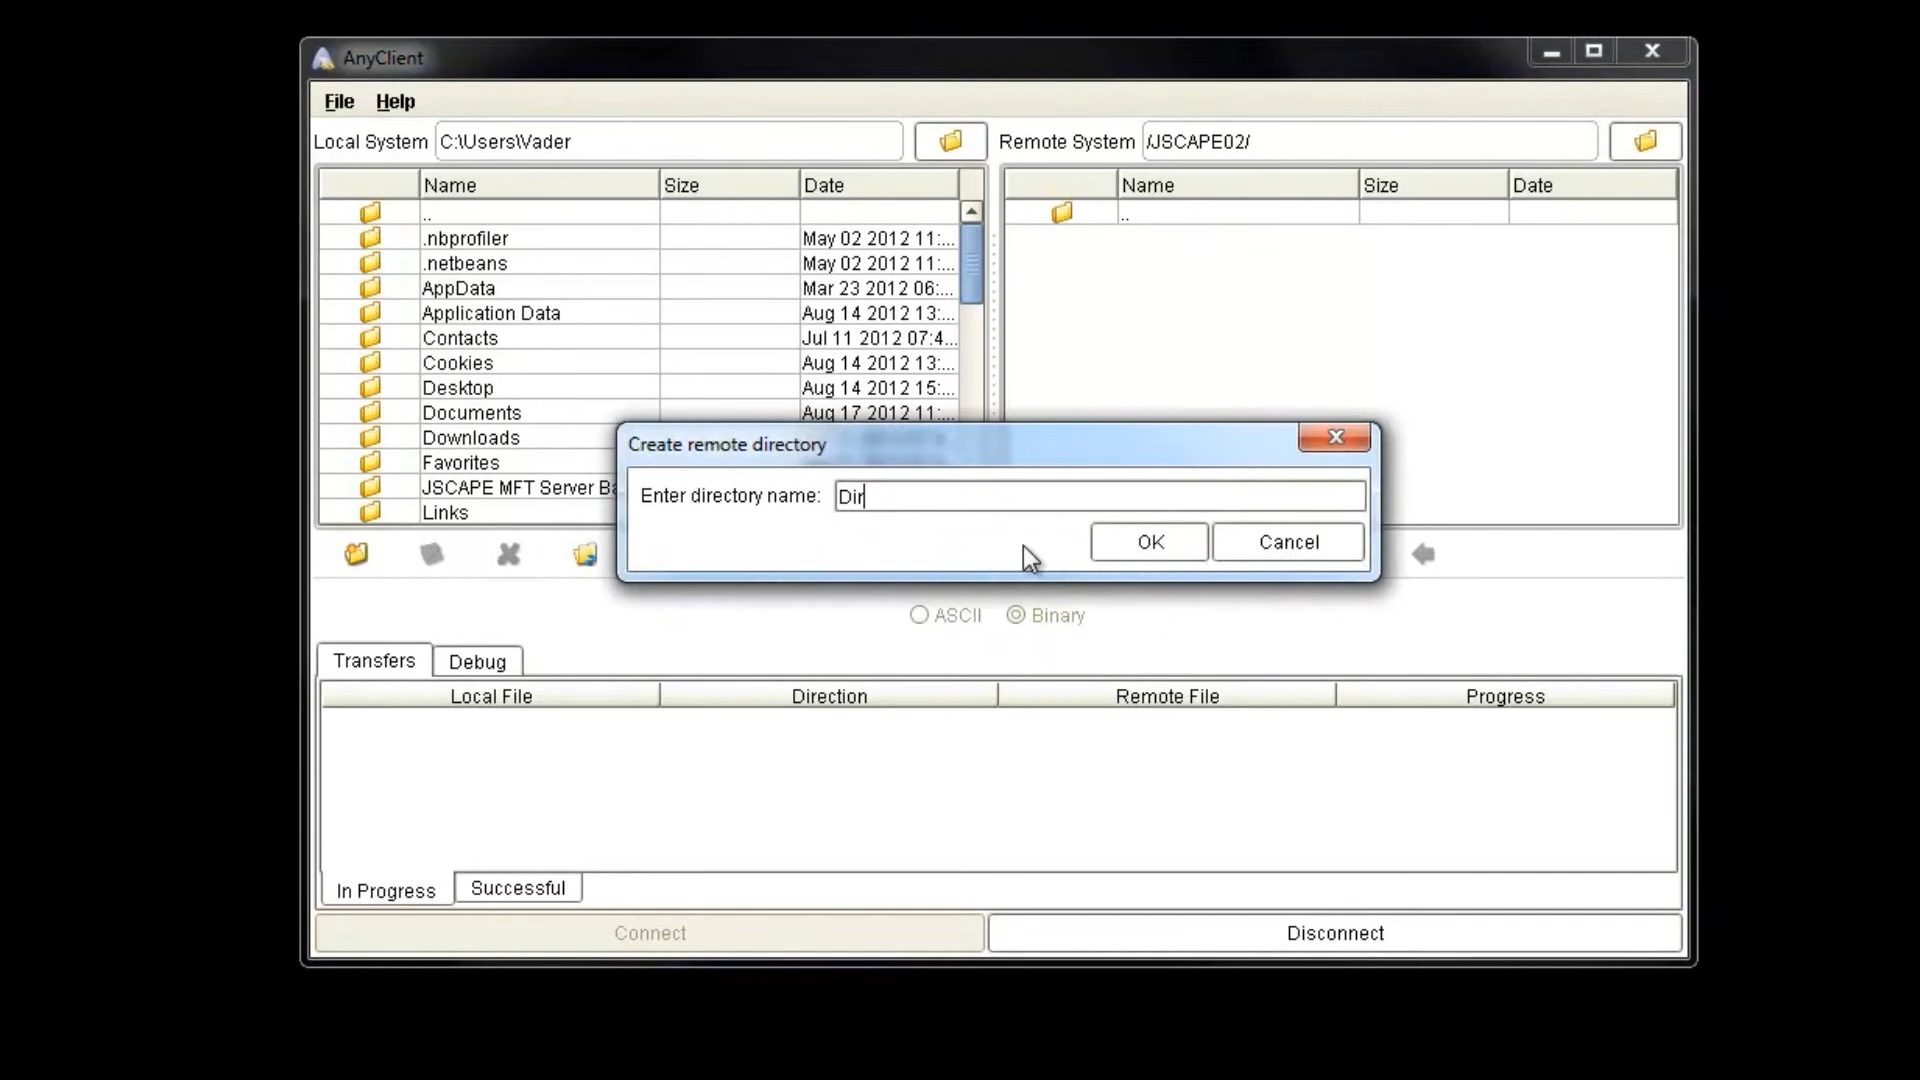 AnyClient
File Help
Local System C:\Users\Vader
Remote System /JSCAPE02/
Name Size Date
..
.nbprofiler May 02 2012 11:...
.netbeans May 02 2012 11:...
AppData Mar 23 2012 06:...
Application Data Aug 14 2012 13:...
Contacts Jul 11 2012 07:4...
Cookies Aug 14 2012 13:...
Desktop Aug 14 2012 15:...
Documents Aug 17 2012 11:...
Downloads
Favorites
JSCAPE MFT Server
Links
Name Size Date
..
Create remote directory
Enter directory name: Dir
OK Cancel
ASCII Binary
Transfers Debug
Local File Direction Remote File Progress
In Progress Successful
Connect Disconnect